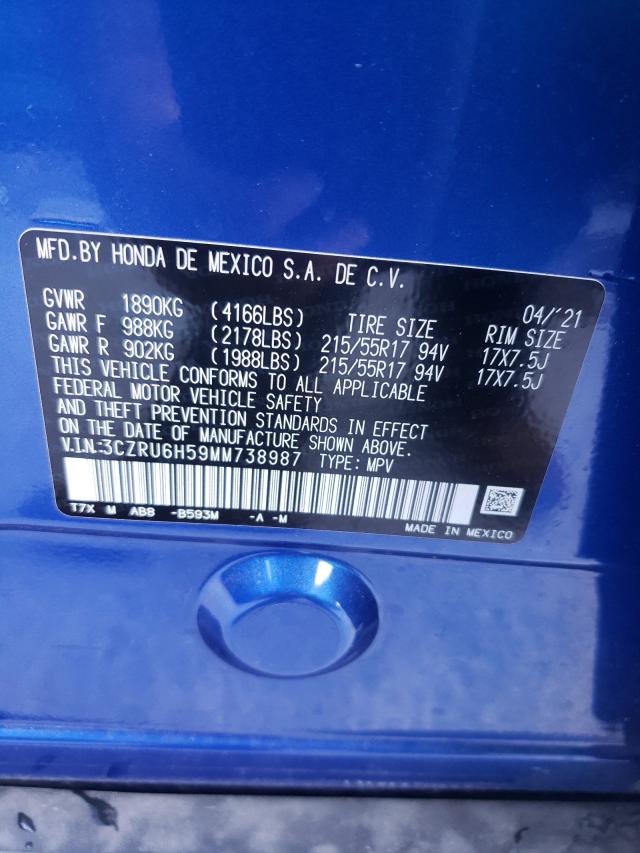 MFD.BY HONDA DE MEXICO S.A. DE C.V.
04/'21
GVWR 1890KG (4166LBS) TIRE SIZE RIM SIZE
GAWR F 988KG (2178LBS) 215/55R17 94V 17X7.5J
GAWR R 902KG (1988LBS) 215/55R17 94V 17X7.5J
THIS VEHICLE CONFORMS TO ALL APPLICABLE
FEDERAL MOTOR VEHICLE SAFETY
AND THEFT PREVENTION STANDARDS IN EFFECT
ON THE DATE OF MANUFACTURE SHOWN ABOVE.
V.I.N:3CZRU6H59MM738987 TYPE: MPV
T7X M AB8 -B593M -A -M
MADE IN MEXICO